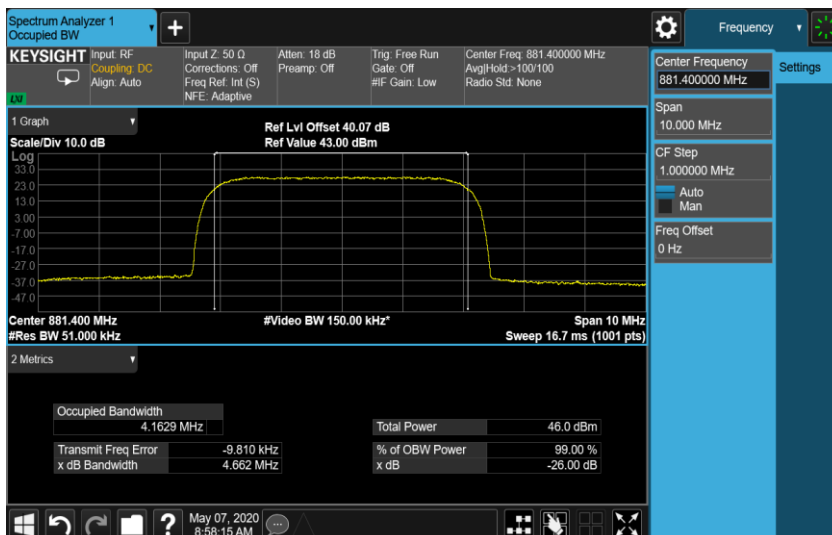 Spectrum Analyzer 1
Occupied BW
Frequency
KEYSIGHT
Input: RF
Coupling: DC
Align: Auto
Input Z: 50 Ω
Corrections: Off
Freq Ref: Int (S)
NFE: Adaptive
Atten: 18 dB
Preamp: Off
Trig: Free Run
Gate: Off
#IF Gain: Low
Center Freq: 881.400000 MHz
Avg|Hold:>100/100
Radio Std: None
LXI
Center Frequency
881.400000 MHz
Settings
Span
10.000 MHz
CF Step
1.000000 MHz
Auto
Man
Freq Offset
0 Hz
1 Graph
Scale/Div 10.0 dB
Ref Lvl Offset 40.07 dB
Ref Value 43.00 dBm
Log
33.0
23.0
13.0
3.00
-7.00
-17.0
-27.0
-37.0
-47.0
Center 881.400 MHz
#Video BW 150.00 kHz*
Span 10 MHz
#Res BW 51.000 kHz
Sweep 16.7 ms (1001 pts)
2 Metrics
Occupied Bandwidth
4.1629 MHz
Total Power 46.0 dBm
Transmit Freq Error -9.810 kHz
% of OBW Power 99.00 %
x dB Bandwidth 4.662 MHz
x dB -26.00 dB
May 07, 2020
8:58:15 AM